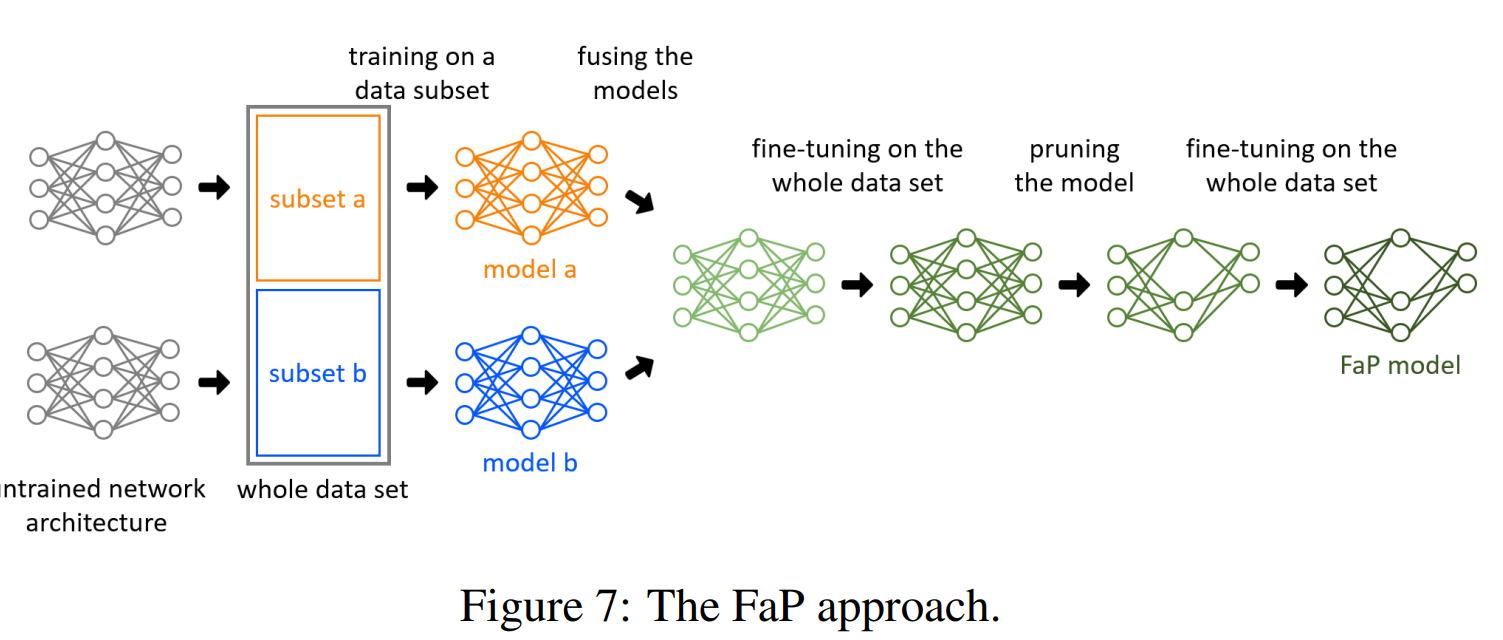 training on a
data subset
fusing the
models
fine-tuning on the
whole data set
pruning
the model
fine-tuning on the
whole data set
subset a
model a
subset b
model b
FaP model
ntrained network
architecture
whole data set
Figure 7: The FaP approach.